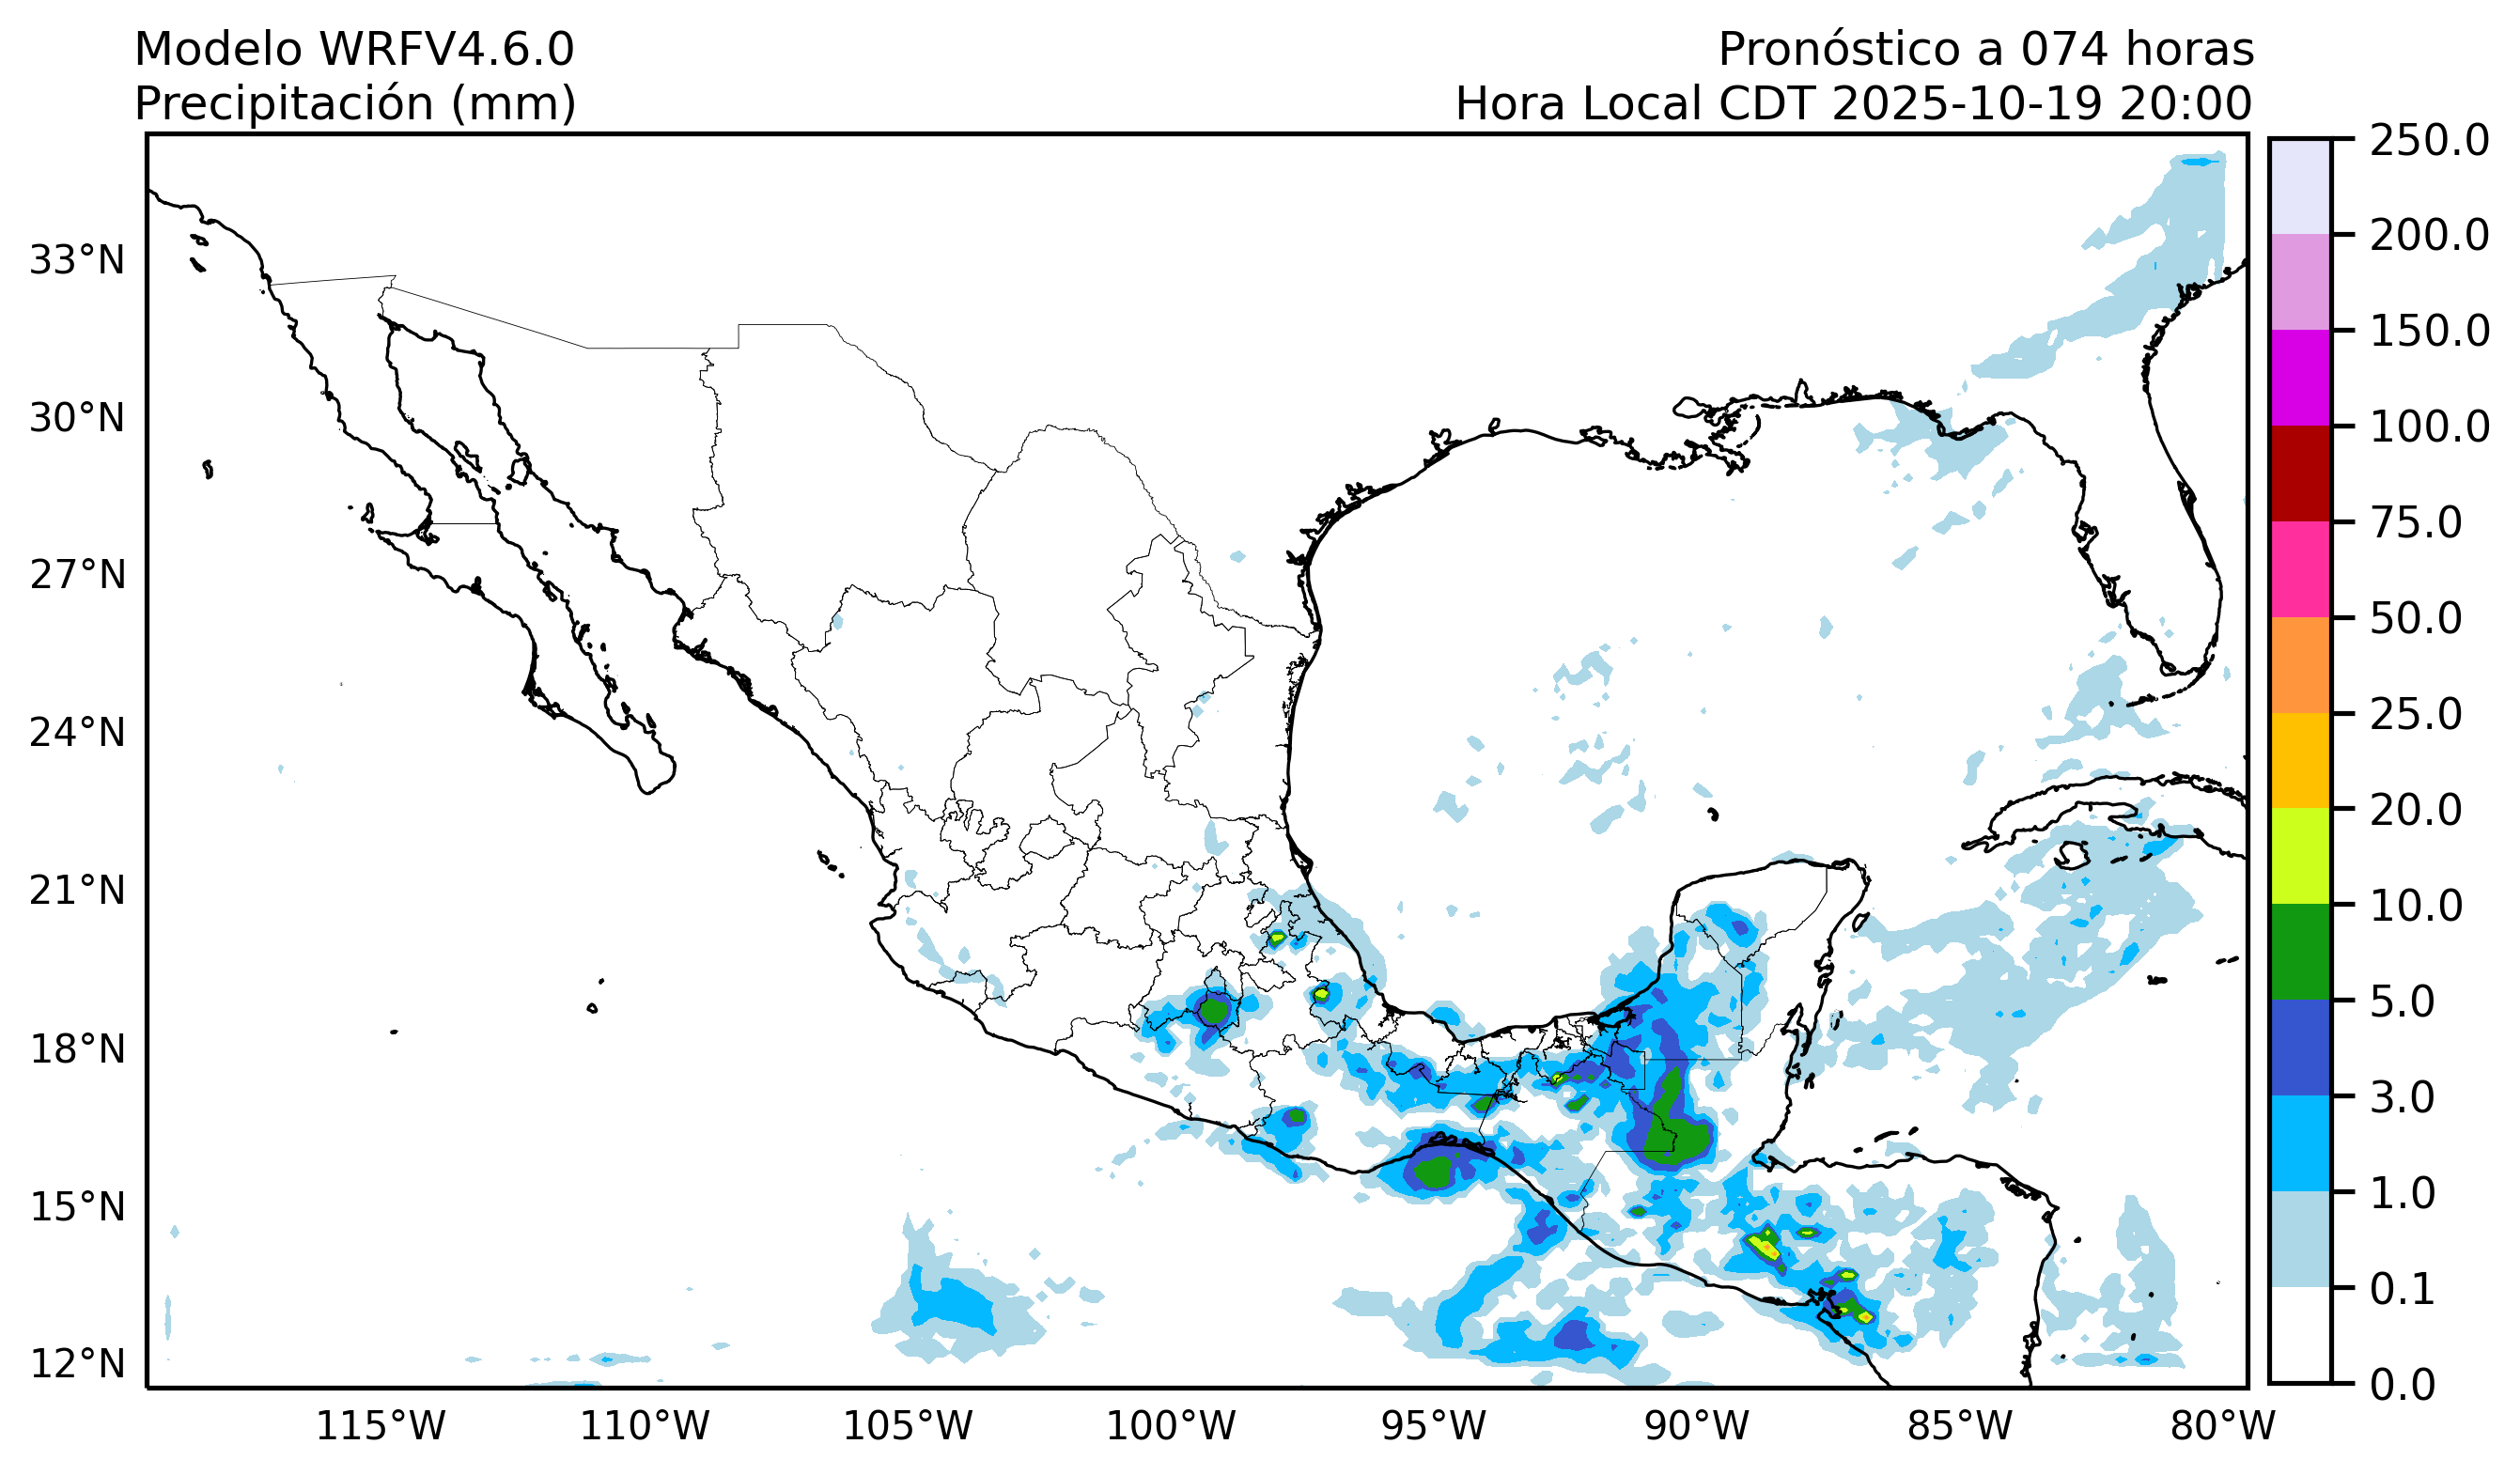 Modelo WRFV4.6.0
Precipitación (mm)
Pronóstico a 074 horas
Hora Local CDT 2025-10-19 20:00
33°N
30°N
27°N
24°N
21°N
18°N
15°N
12°N
115°W
110°W
105°W
100°W
95°W
90°W
85°W
80°W
250.0
200.0
150.0
100.0
75.0
50.0
25.0
20.0
10.0
5.0
3.0
1.0
0.1
0.0